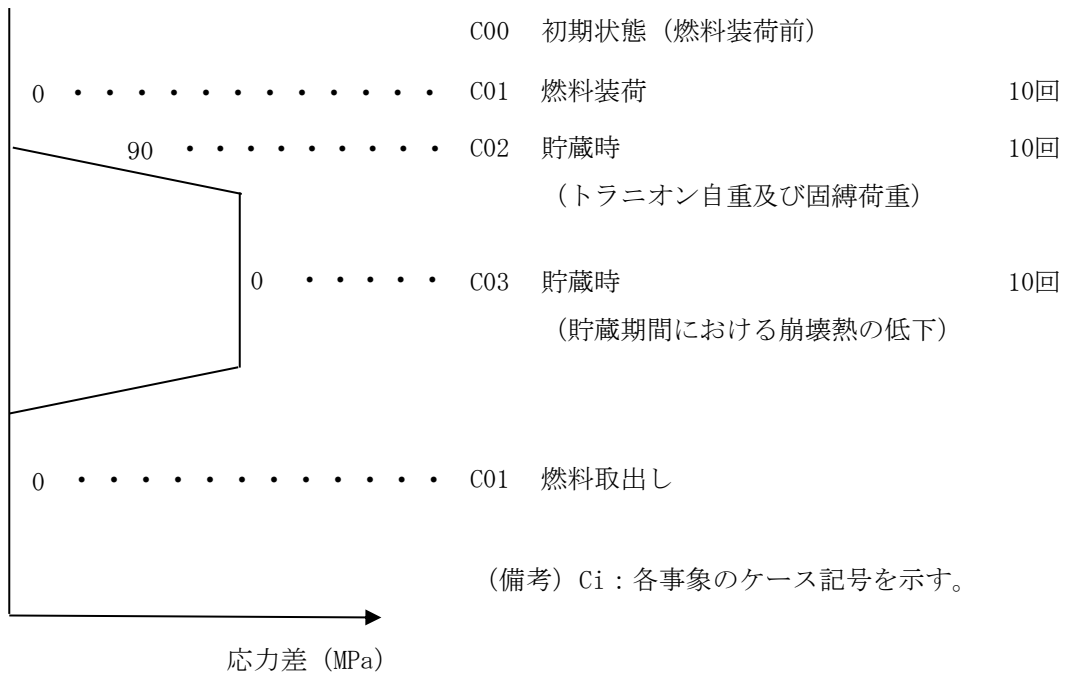 C00 初期状態（燃料装荷前）
0 ・・・・・・・・・・・・ C01 燃料装荷 10回
90 ・・・・・・・・・ C02 貯蔵時 10回
（トラニオン自重及び固縛荷重）
0 ・・・・・ C03 貯蔵時 10回
（貯蔵期間における崩壊熱の低下）
0 ・・・・・・・・・・・・ C01 燃料取出し
（備考）Ci：各事象のケース記号を示す。
応力差（MPa）